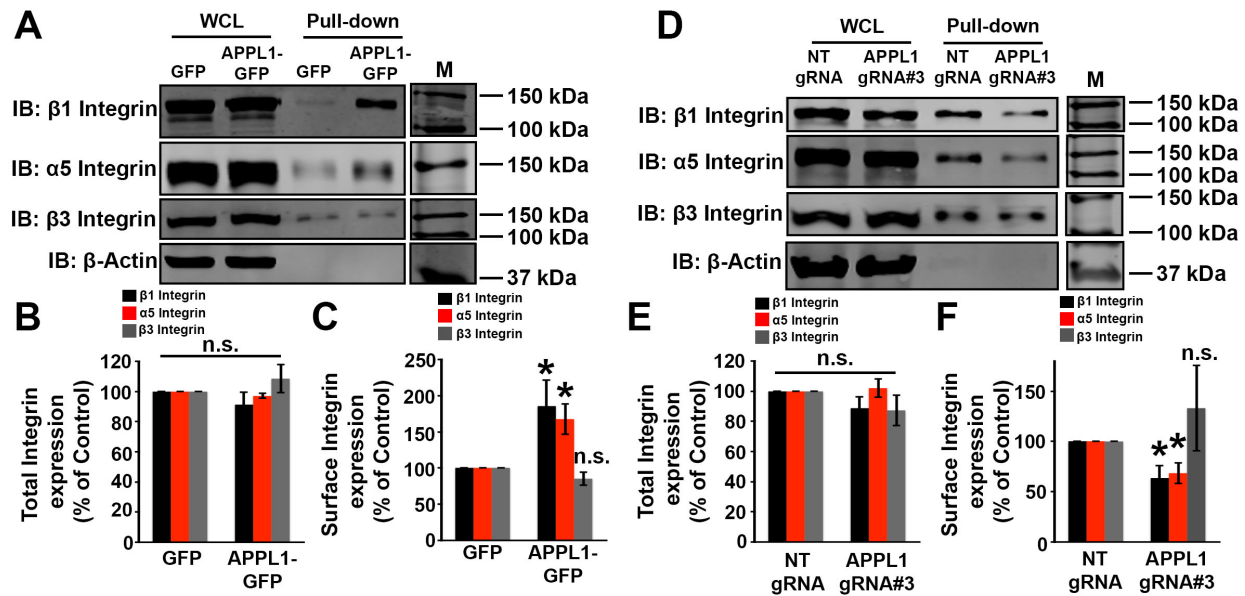 A
WCL Pull-down
GFP APPL1-GFP GFP APPL1-GFP M
IB: β1 Integrin 150 kDa
100 kDa
IB: α5 Integrin 150 kDa
IB: β3 Integrin 150 kDa
100 kDa
IB: β-Actin 37 kDa
B
β1 Integrin
α5 Integrin
β3 Integrin
n.s.
Total Integrin
expression
(% of Control)
120
100
80
60
40
20
0
GFP APPL1-
GFP
C
β1 Integrin
α5 Integrin
β3 Integrin
Surface Integrin
expression
(% of Control)
250
200
150
100
50
0
* *
n.s.
GFP APPL1-
GFP
D
WCL Pull-down
NT gRNA APPL1 gRNA#3 NT gRNA APPL1 gRNA#3 M
IB: β1 Integrin 150 kDa
100 kDa
IB: α5 Integrin 150 kDa
100 kDa
IB: β3 Integrin 150 kDa
100 kDa
IB: β-Actin 37 kDa
E
β1 Integrin
α5 Integrin
β3 Integrin
n.s.
Total Integrin
expression
(% of Control)
120
100
80
60
40
20
0
NT APPL1
gRNA gRNA#3
F
β1 Integrin
α5 Integrin
β3 Integrin
n.s.
Surface Integrin
expression
(% of Control)
150
100
50
0
* *
NT APPL1
gRNA gRNA#3